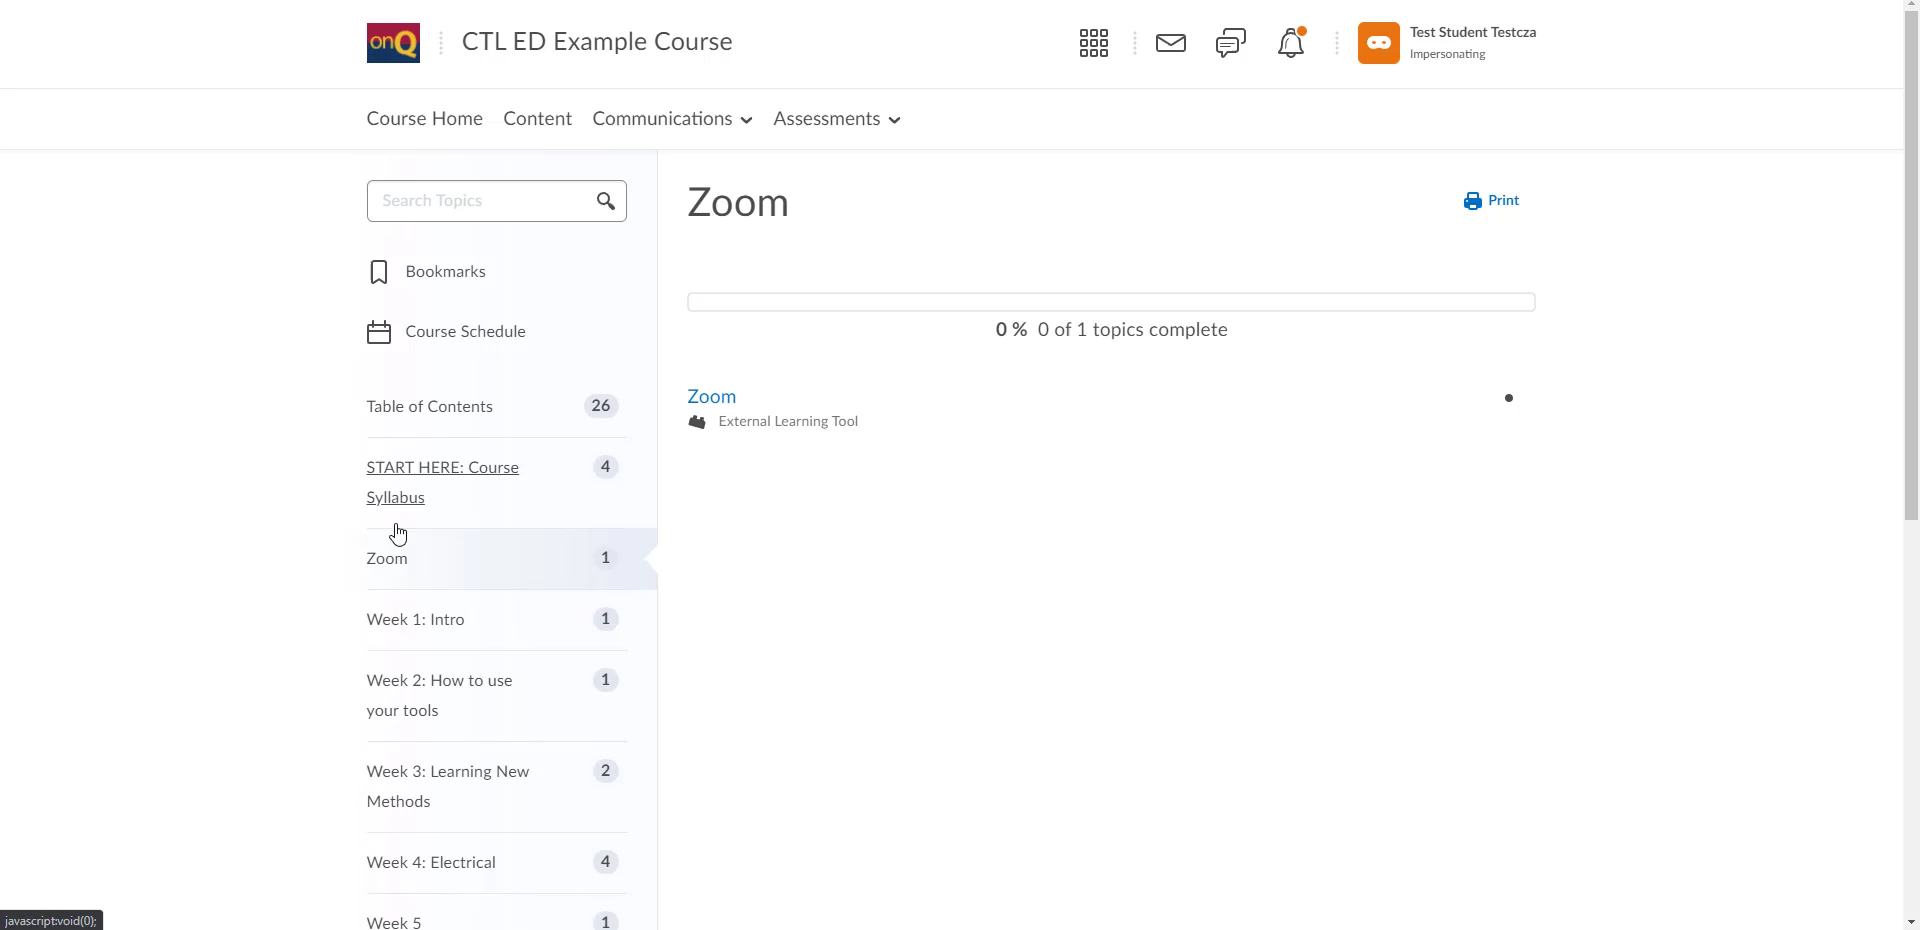 onQ
CTL ED Example Course
Test Student Testcza
Impersonating
Course Home
Content
Communications
Assessments
Search Topics
Bookmarks
Course Schedule
Table of Contents
26
START HERE: Course
Syllabus
4
Zoom
1
Week 1: Intro
1
Week 2: How to use
your tools
1
Week 3: Learning New
Methods
2
Week 4: Electrical
4
Week 5
1
Zoom
Print
0 % 0 of 1 topics complete
Zoom
External Learning Tool
javascript:void(0);